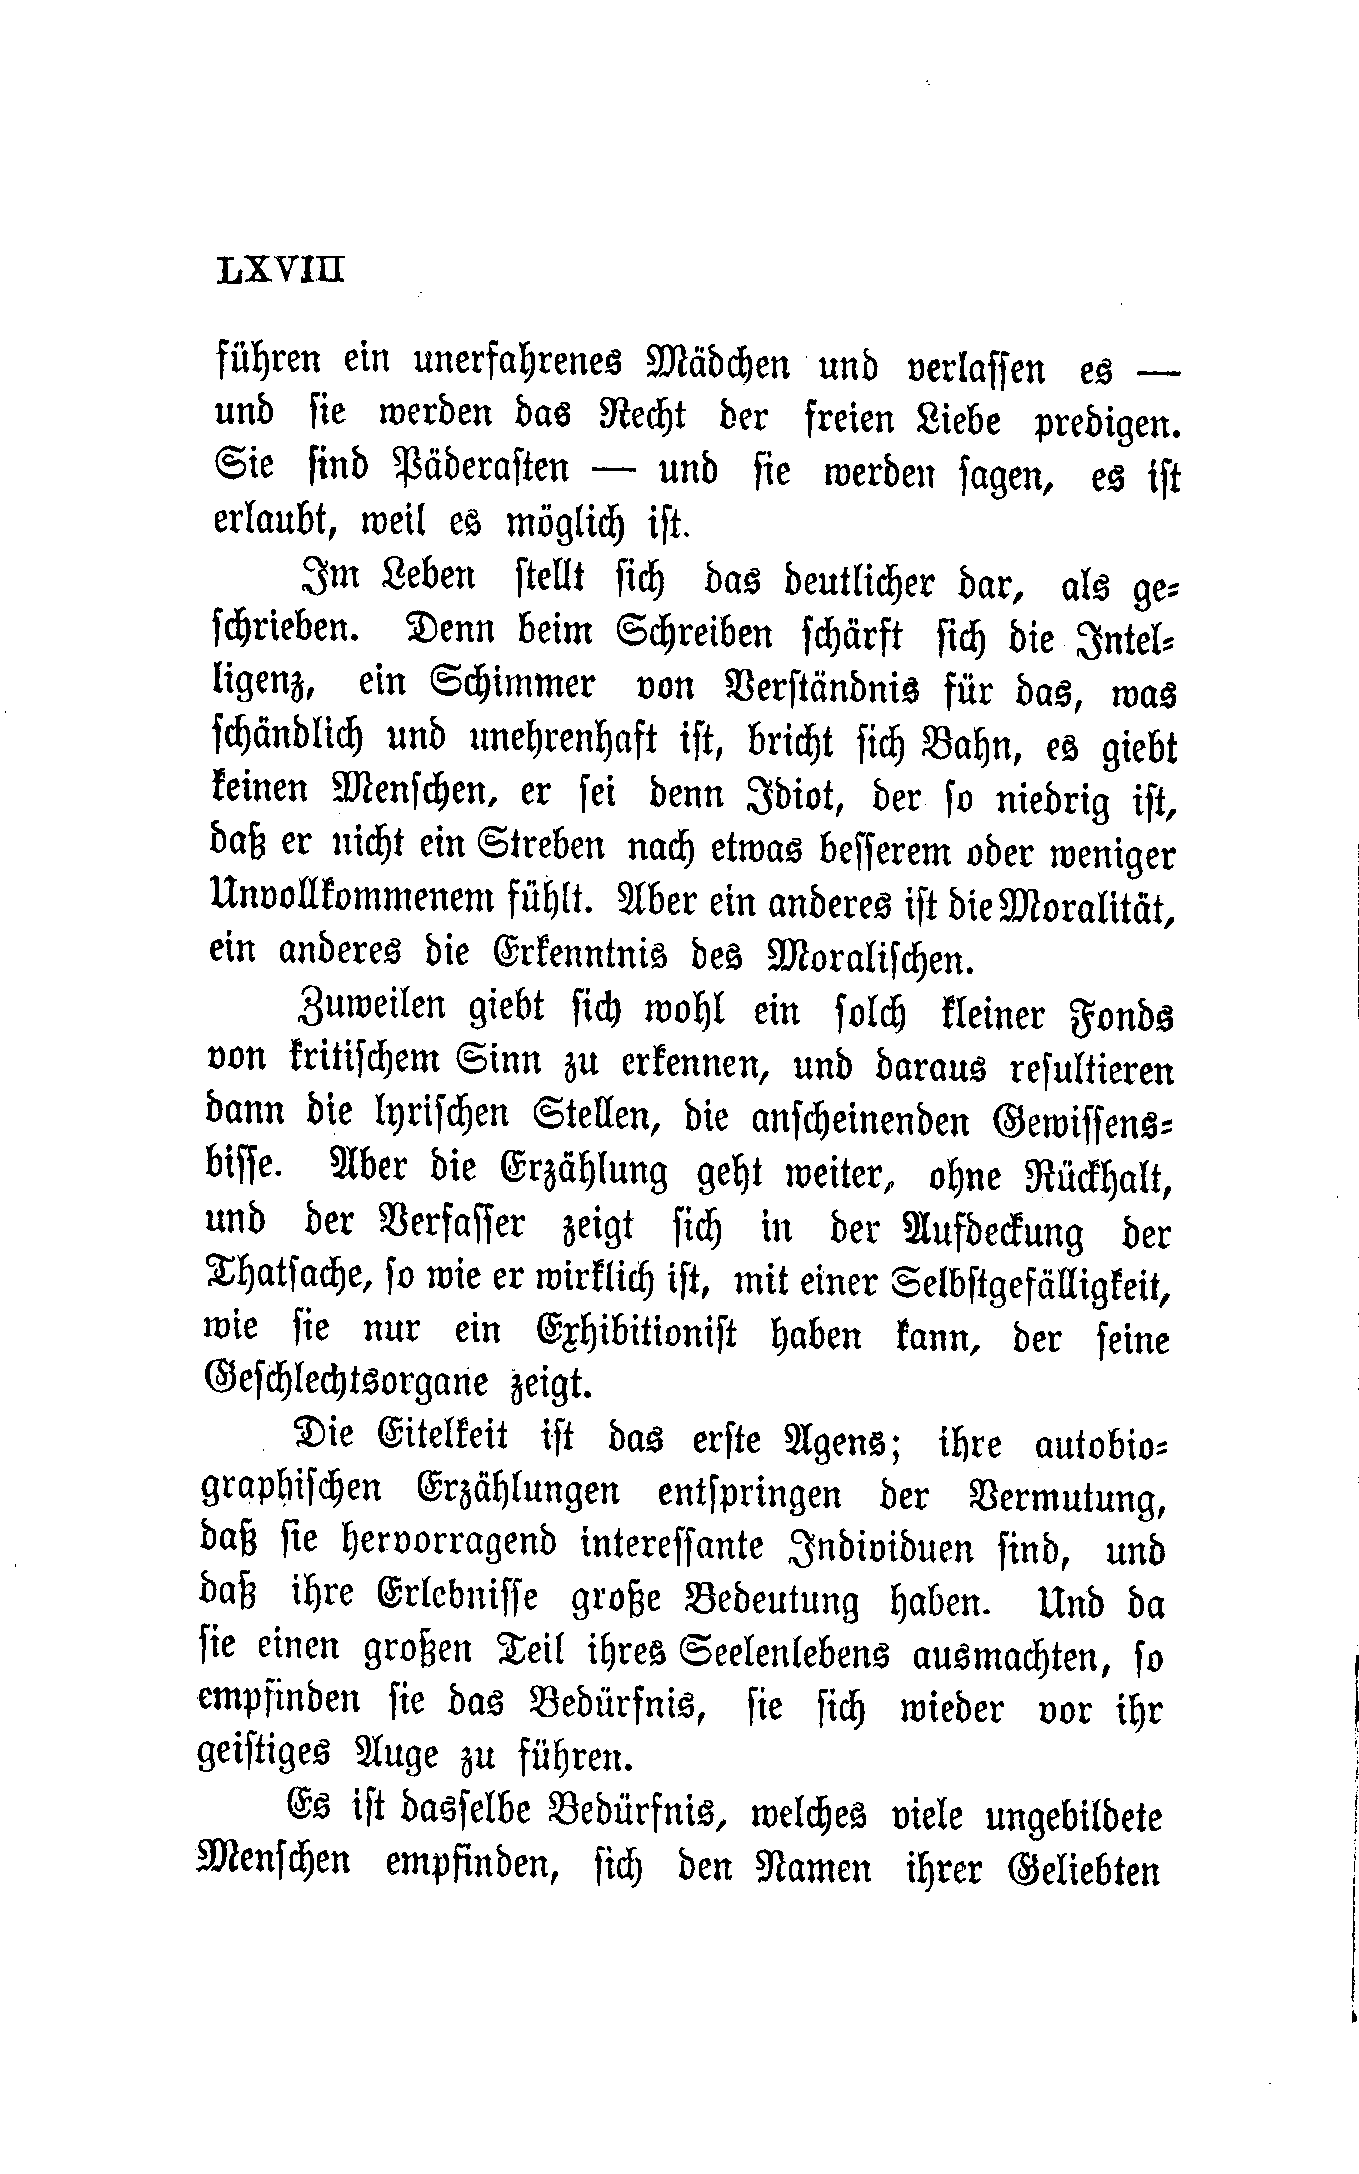 LXVIII
führen ein unerfahrenes Mädchen und verlassen es —
und sie werden das Recht der freien Liebe predigen.
Sie sind Päderasten — und sie werden sagen, es ist
erlaubt, weil es möglich ist.
Im Leben stellt sich das deutlicher dar, als ge-
schrieben. Denn beim Schreiben schärft sich die Intel-
ligenz, ein Schimmer von Verständnis für das, was
schändlich und unehrenhaft ist, bricht sich Bahn, es giebt
keinen Menschen, er sei denn Idiot, der so niedrig ist,
daß er nicht ein Streben nach etwas besserem oder weniger
Unvollkommenem fühlt. Aber ein anderes ist die Moralität,
ein anderes die Erkenntnis des Moralischen.
Zuweilen giebt sich wohl ein solch kleiner Fonds
von kritischem Sinn zu erkennen, und daraus resultieren
dann die lyrischen Stellen, die anscheinenden Gewissens-
bisse. Aber die Erzählung geht weiter, ohne Rückhalt,
und der Verfasser zeigt sich in der Aufdeckung der
Thatsache, so wie er wirklich ist, mit einer Selbstgefälligkeit,
wie sie nur ein Exhibitionist haben kann, der seine
Geschlechtsorgane zeigt.
Die Eitelkeit ist das erste Agens; ihre autobio-
graphischen Erzählungen entspringen der Vermutung,
daß sie hervorragend interessante Individuen sind, und
daß ihre Erlebnisse große Bedeutung haben. Und da
sie einen großen Teil ihres Seelenlebens ausmachten, so
empfinden sie das Bedürfnis, sie sich wieder vor ihr
geistiges Auge zu führen.
Es ist dasselbe Bedürfnis, welches viele ungebildete
Menschen empfinden, sich den Namen ihrer Geliebten